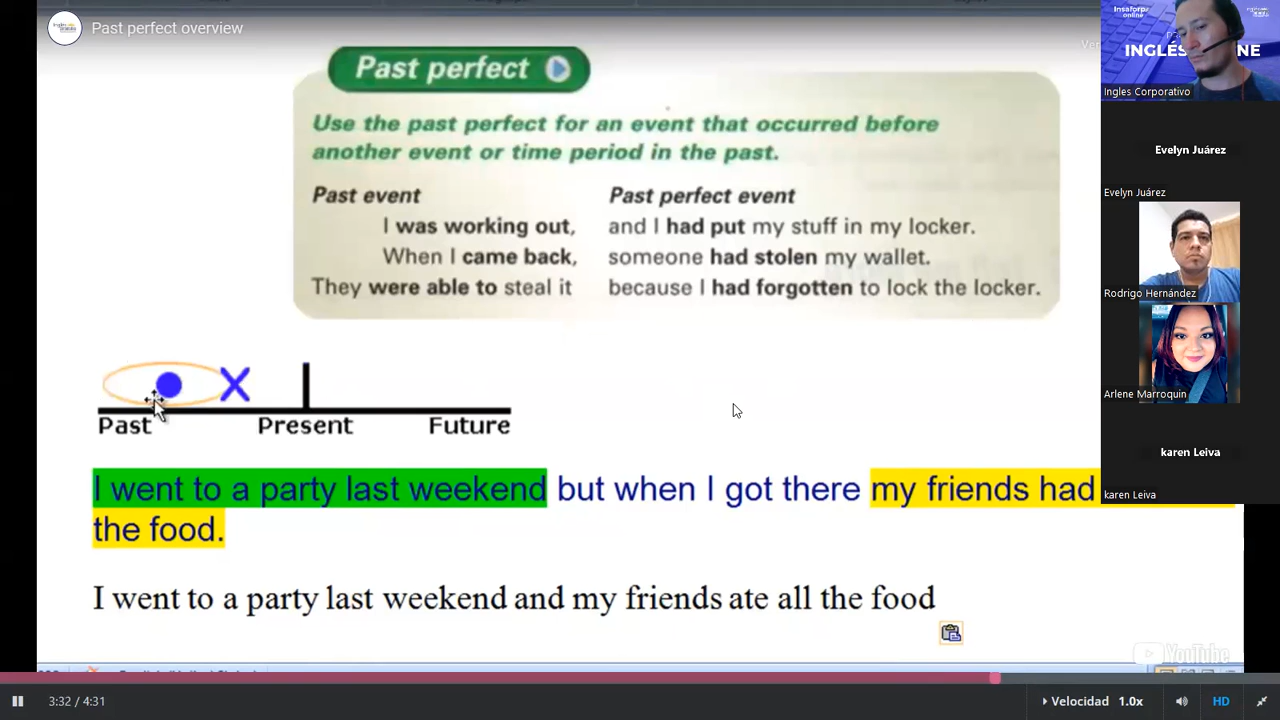 Past perfect overview
Past perfect
Use the past perfect for an event that occurred before
another event or time period in the past.
Past event Past perfect event
I was working out, and I had put my stuff in my locker.
When I came back, someone had stolen my wallet.
They were able to steal it because I had forgotten to lock the locker.
Past Present Future
I went to a party last weekend but when I got there my friends had
the food.
I went to a party last weekend and my friends ate all the food
YouTube
3:32 / 4:31
Velocidad 1.0x
HD
Insaforp
online
INGLÉS
NE
Ingles Corporativo
Evelyn Juárez
Evelyn Juárez
Rodrigo Hernández
Arlene Marroquin
karen Leiva
karen Leiva